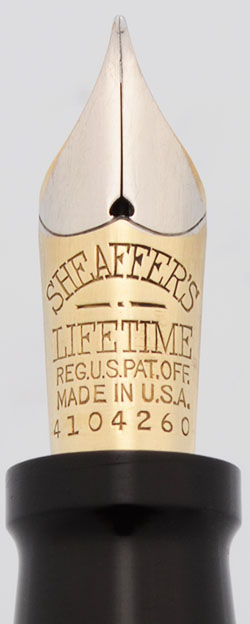 SHEAFFER'S
LIFETIME
REG.U.S.PAT.OFF.
MADE IN U.S.A.
4104260